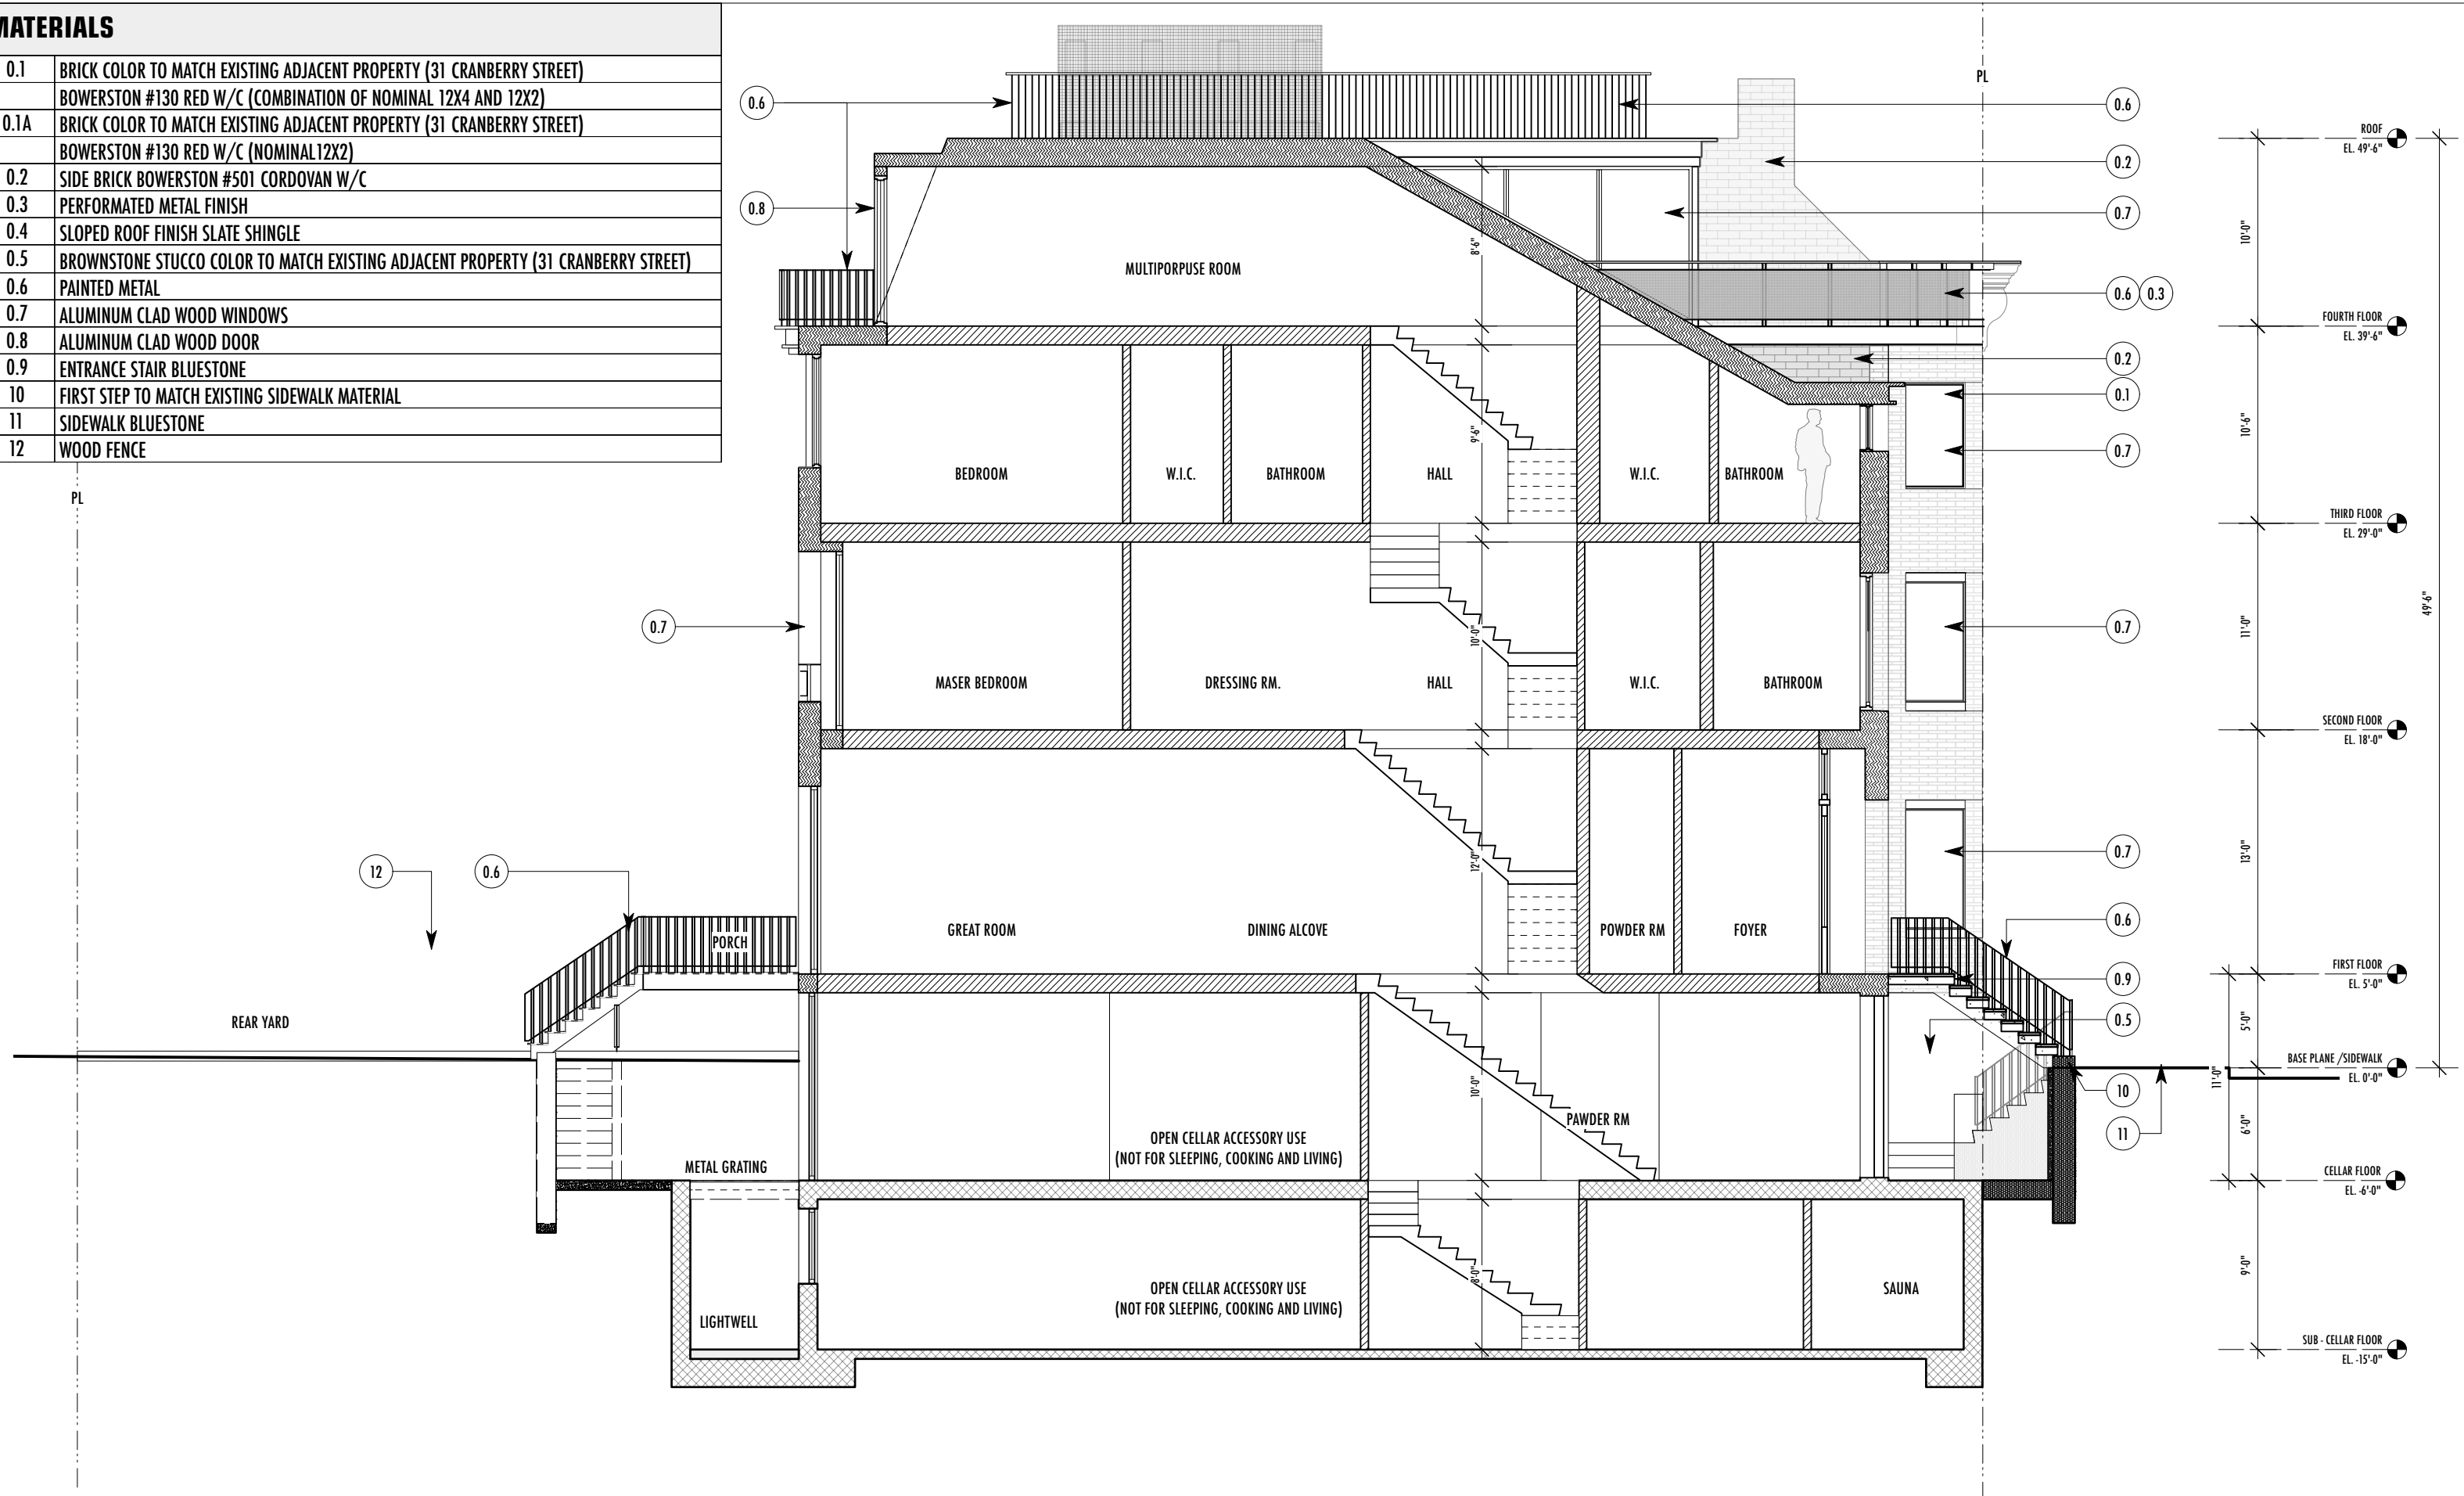 MATERIALS
0.1 BRICK COLOR TO MATCH EXISTING ADJACENT PROPERTY (31 CRANBERRY STREET)
BOWERSTON #130 RED W/C (COMBINATION OF NOMINAL 12X4 AND 12X2)
0.1A BRICK COLOR TO MATCH EXISTING ADJACENT PROPERTY (31 CRANBERRY STREET)
BOWERSTON #130 RED W/C (NOMINAL12X2)
0.2 SIDE BRICK BOWERSTON #501 CORDOVAN W/C
0.3 PERFORMATED METAL FINISH
0.4 SLOPED ROOF FINISH SLATE SHINGLE
0.5 BROWNSTONE STUCCO COLOR TO MATCH EXISTING ADJACENT PROPERTY (31 CRANBERRY STREET)
0.6 PAINTED METAL
0.7 ALUMINUM CLAD WOOD WINDOWS
0.8 ALUMINUM CLAD WOOD DOOR
0.9 ENTRANCE STAIR BLUESTONE
10 FIRST STEP TO MATCH EXISTING SIDEWALK MATERIAL
11 SIDEWALK BLUESTONE
12 WOOD FENCE
PL
PL
0.6
0.6
ROOF
EL. 49'-6"
0.2
0.8
0.7
10'-0"
8'-6"
MULTIPORPUSE ROOM
0.6 0.3
FOURTH FLOOR
EL. 39'-6"
0.2
0.1
10'-6"
9'-6"
0.7
BEDROOM
W.I.C.
BATHROOM
HALL
W.I.C.
BATHROOM
THIRD FLOOR
EL. 29'-0"
49'-6"
0.7
0.7
11'-0"
10'-0"
MASER BEDROOM
DRESSING RM.
HALL
W.I.C.
BATHROOM
SECOND FLOOR
EL. 18'-0"
12
0.6
0.7
13'-0"
12'-0"
0.6
PORCH
GREAT ROOM
DINING ALCOVE
POWDER RM
FOYER
FIRST FLOOR
EL. 5'-0"
0.9
REAR YARD
0.5
5'-0"
BASE PLANE /SIDEWALK
EL. 0'-0"
11'-0"
10'-0"
10
PAWDER RM
11
6'-0"
OPEN CELLAR ACCESSORY USE
(NOT FOR SLEEPING, COOKING AND LIVING)
METAL GRATING
CELLAR FLOOR
EL. -6'-0"
9'-0"
8'-0"
OPEN CELLAR ACCESSORY USE
(NOT FOR SLEEPING, COOKING AND LIVING)
SAUNA
LIGHTWELL
SUB - CELLAR FLOOR
EL. -15'-0"